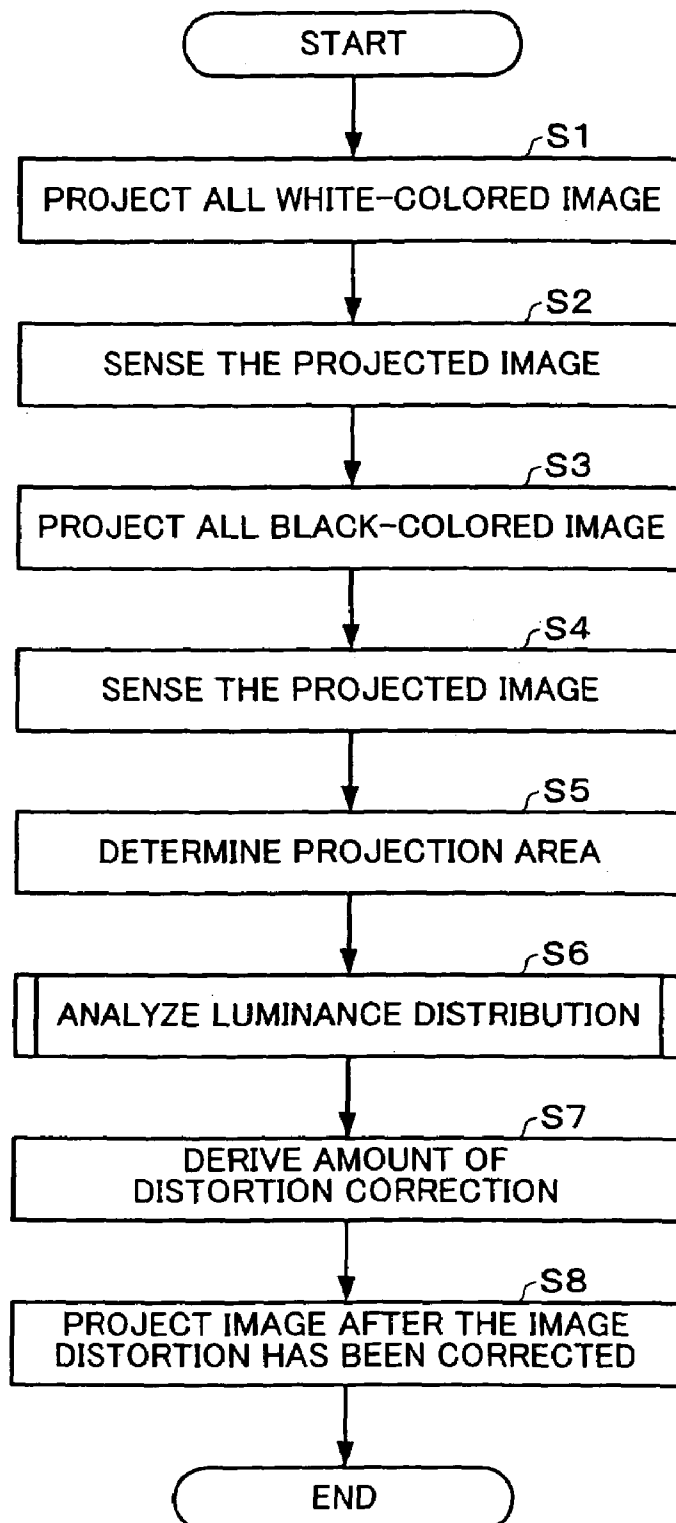 START
S1
PROJECT ALL WHITE-COLORED IMAGE
S2
SENSE THE PROJECTED IMAGE
S3
PROJECT ALL BLACK-COLORED IMAGE
S4
SENSE THE PROJECTED IMAGE
S5
DETERMINE PROJECTION AREA
S6
ANALYZE LUMINANCE DISTRIBUTION
S7
DERIVE AMOUNT OF
DISTORTION CORRECTION
S8
PROJECT IMAGE AFTER THE IMAGE
DISTORTION HAS BEEN CORRECTED
END